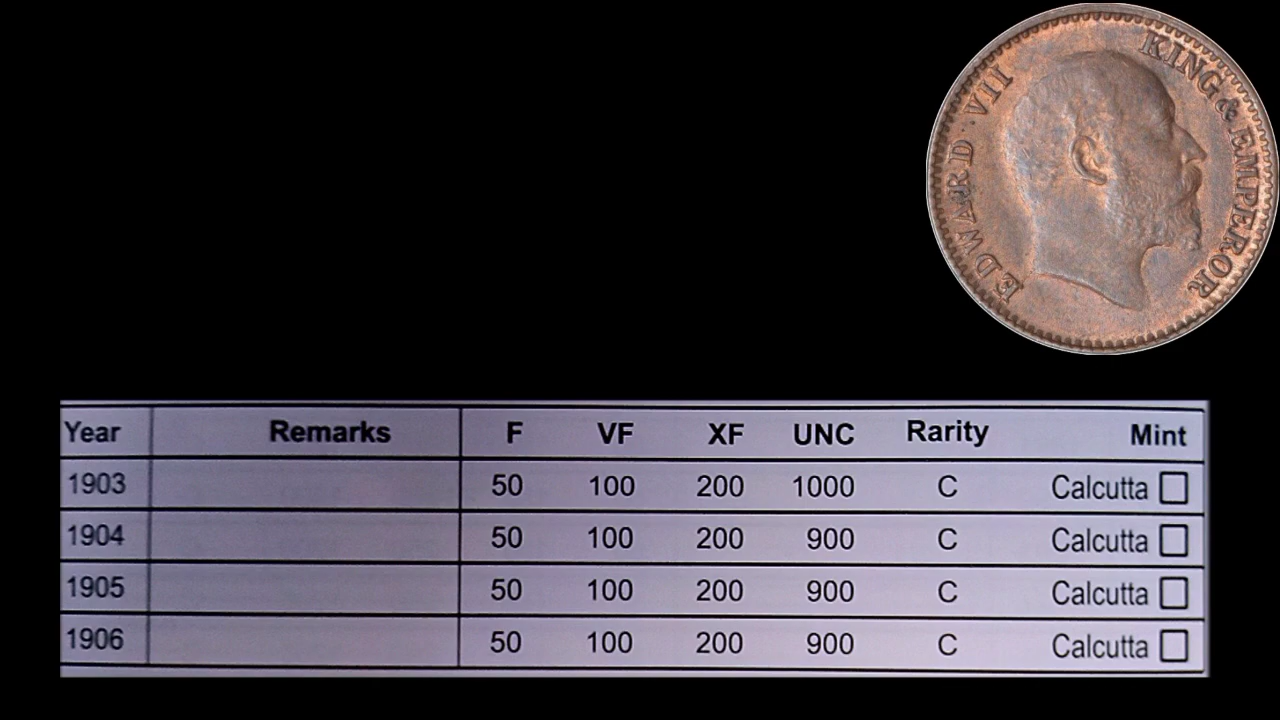 EDWARD VII KING & EMPEROR
Year Remarks F VF XF UNC Rarity Mint
1903 50 100 200 1000 C Calcutta
1904 50 100 200 900 C Calcutta
1905 50 100 200 900 C Calcutta
1906 50 100 200 900 C Calcutta